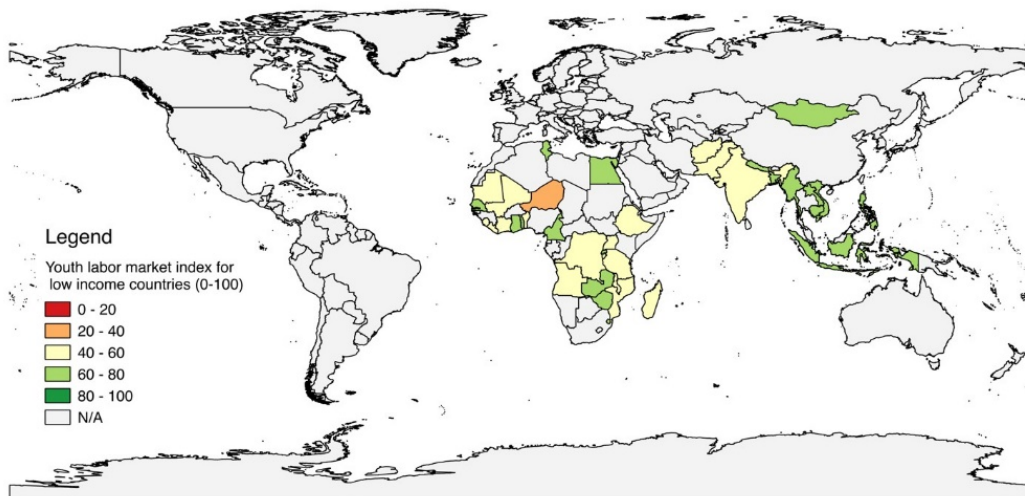 Legend
Youth labor market index for
low income countries (0-100)
0 - 20
20 - 40
40 - 60
60 - 80
80 - 100
N/A